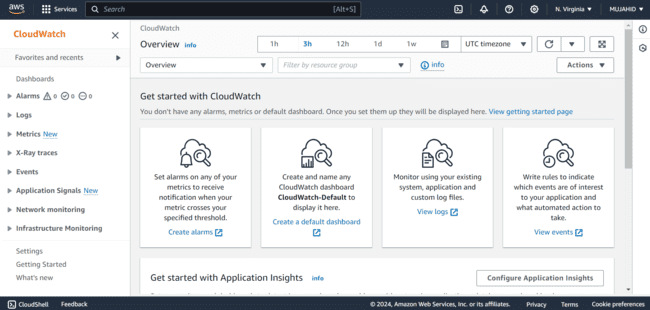 aws
Services
Search
[Alt+S]
N. Virginia
MUJAHID
CloudWatch
Favorites and recents
Dashboards
Alarms 0 0 0
Logs
Metrics New
X-Ray traces
Events
Application Signals New
Network monitoring
Infrastructure Monitoring
Settings
Getting Started
What's new
CloudWatch
Overview info
1h 3h 12h 1d 1w
UTC timezone
Overview
Filter by resource group
info
Actions
Get started with CloudWatch
You don't have any alarms, metrics or default dashboard. Once you set them up they will be displayed here. View getting started page
Set alarms on any of your
metrics to receive
notification when your
metric crosses your
specified threshold.
Create alarms
Create and name any
CloudWatch dashboard
CloudWatch-Default to
display it here.
Create a default dashboard
Monitor using your existing
system, application and
custom log files.
View logs
Write rules to indicate
which events are of interest
to your application and
what automated action to
take.
View events
Get started with Application Insights info
Configure Application Insights
CloudShell
Feedback
© 2024, Amazon Web Services, Inc. or its affiliates.
Privacy
Terms
Cookie preferences